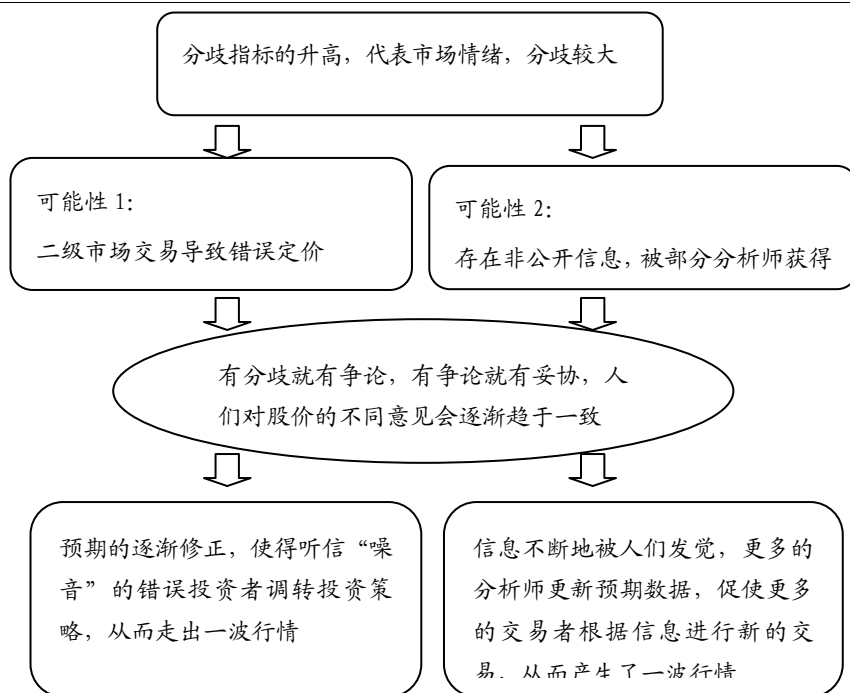 分歧指标的升高，代表市场情绪，分歧较大
可能性 1：
二级市场交易导致错误定价
可能性 2：
存在非公开信息，被部分分析师获得
有分歧就有争论，有争论就有妥协，人
们对股价的不同意见会逐渐趋于一致
预期的逐渐修正，使得听信“噪
音”的错误投资者调转投资策
略，从而走出一波行情
信息不断地被人们发觉，更多的
分析师更新预期数据，促使更多
的交易者根据信息进行新的交
易，从而产生了一波行情